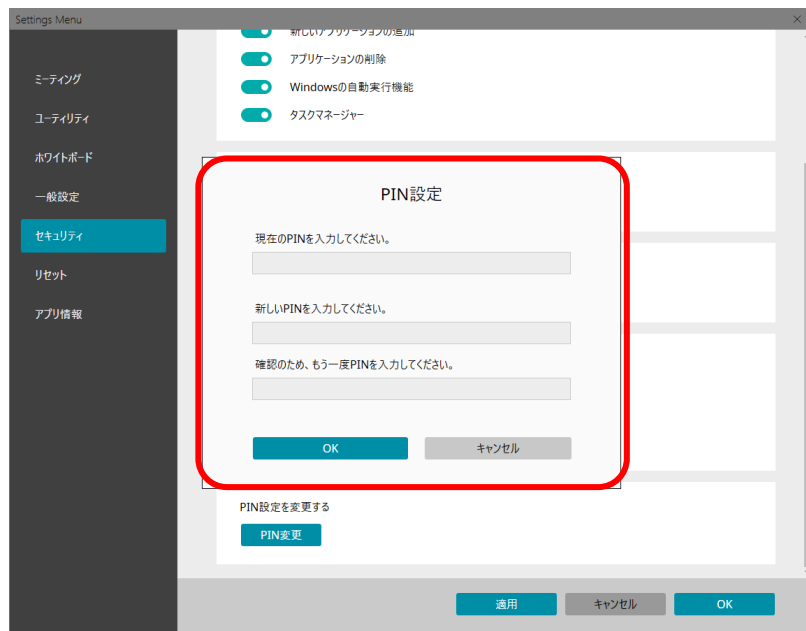 Settings Menu
ミーティング
ユーティリティ
ホワイトボード
一般設定
セキュリティ
リセット
アプリ情報
新しいアプリケーションの追加
アプリケーションの削除
Windowsの自動実行機能
タスクマネージャー
PIN設定
現在のPINを入力してください。
新しいPINを入力してください。
確認のため、もう一度PINを入力してください。
OK
キャンセル
PIN設定を変更する
PIN変更
適用
キャンセル
OK